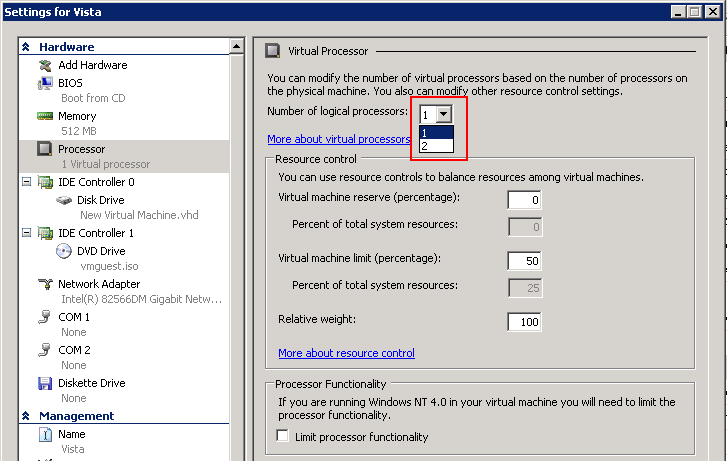 Settings for Vista
Hardware
Add Hardware
BIOS
Boot from CD
Memory
512 MB
Processor
1 Virtual processor
IDE Controller 0
Disk Drive
New Virtual Machine.vhd
IDE Controller 1
DVD Drive
vmguest.iso
Network Adapter
Intel(R) 82566DM Gigabit Netw...
COM 1
None
COM 2
None
Diskette Drive
None
Management
Name
Vista
Virtual Processor
You can modify the number of virtual processors based on the number of processors on
the physical machine. You also can modify other resource control settings.
Number of logical processors: 1
1
2
More about virtual processors
Resource control
You can use resource controls to balance resources among virtual machines.
Virtual machine reserve (percentage): 0
Percent of total system resources: 0
Virtual machine limit (percentage): 50
Percent of total system resources: 25
Relative weight: 100
More about resource control
Processor Functionality
If you are running Windows NT 4.0 in your virtual machine you will need to limit the
processor functionality.
Limit processor functionality